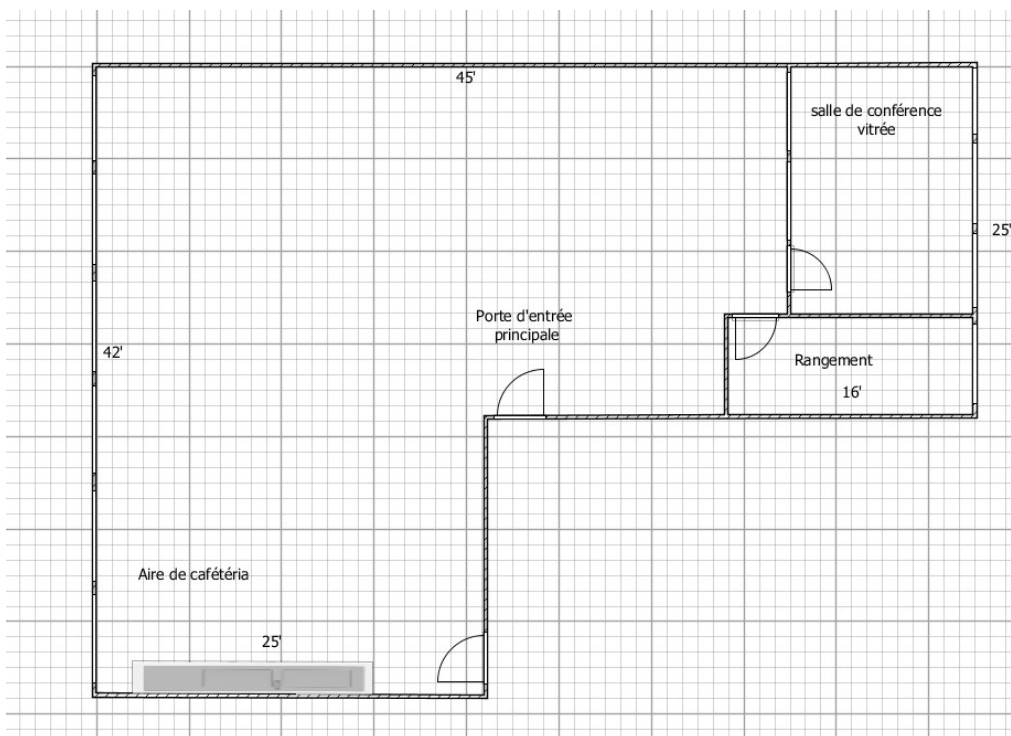 45'
salle de conférence
vitrée
25'
Porte d'entrée
principale
42'
Rangement
16'
Aire de cafétéria
25'